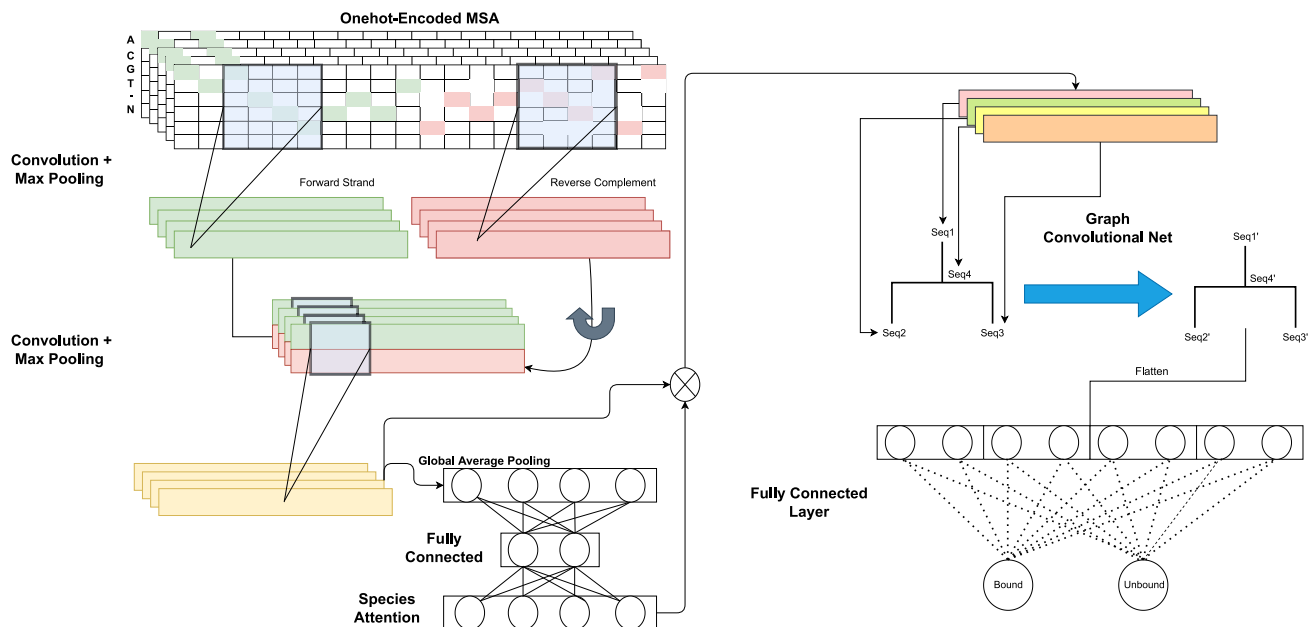 Onehot-Encoded MSA
A
C
G
T
-
N
Convolution +
Max Pooling
Forward Strand
Reverse Complement
Convolution +
Max Pooling
Global Average Pooling
Fully
Connected
Species
Attention
Graph
Convolutional Net
Seq1
Seq4
Seq2
Seq3
Seq1'
Seq4'
Seq2'
Seq3'
Flatten
Fully Connected
Layer
Bound
Unbound